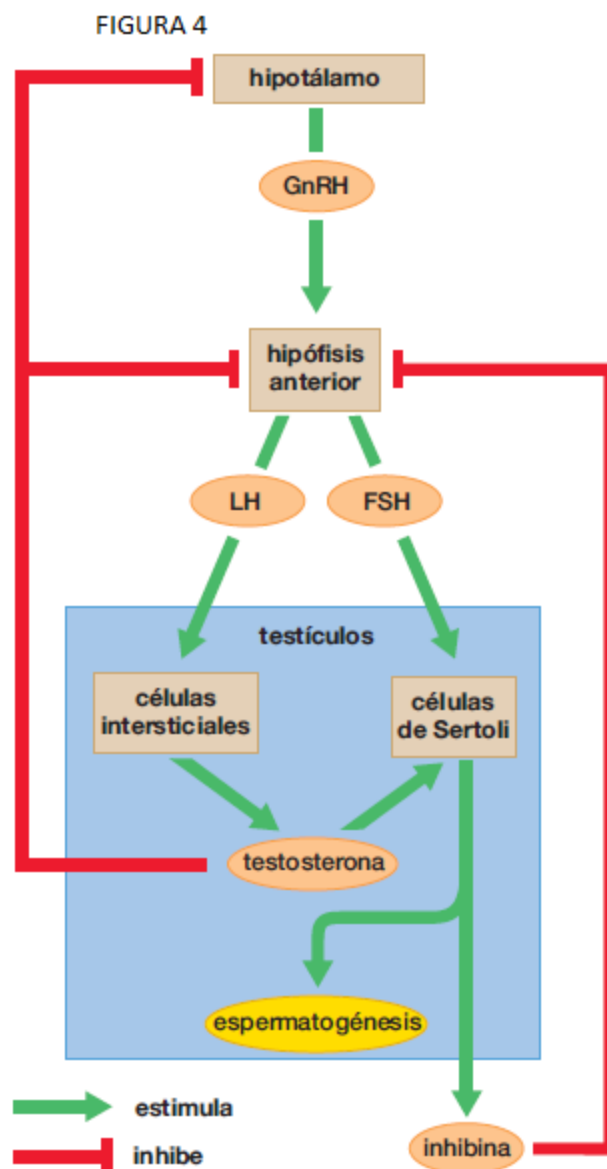 FIGURA 4
hipotálamo
GnRH
hipófisis
anterior
LH
FSH
testículos
células
intersticiales
células
de Sertoli
testosterona
espermatogénesis
estimula
inhibe
inhibina